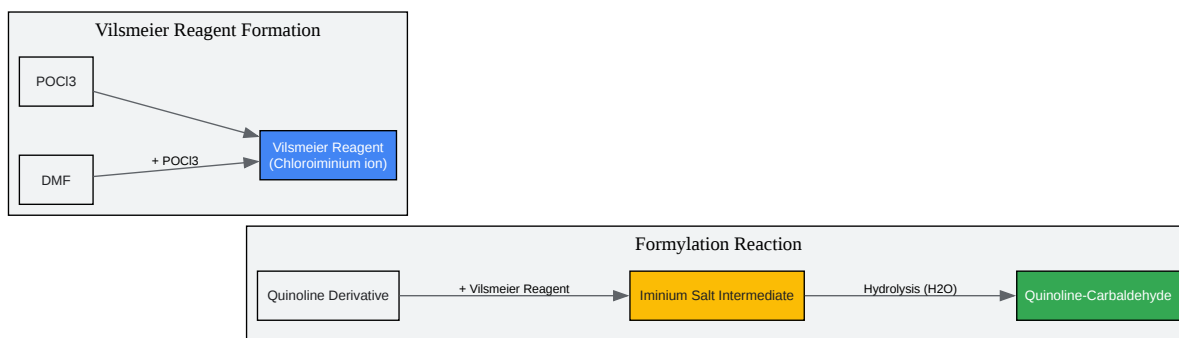 Vilsmeier Reagent Formation
POCl3
DMF
+ POCl3
Vilsmeier Reagent
(Chloroiminium ion)
Formylation Reaction
Quinoline Derivative
+ Vilsmeier Reagent
Iminium Salt Intermediate
Hydrolysis (H2O)
Quinoline-Carbaldehyde